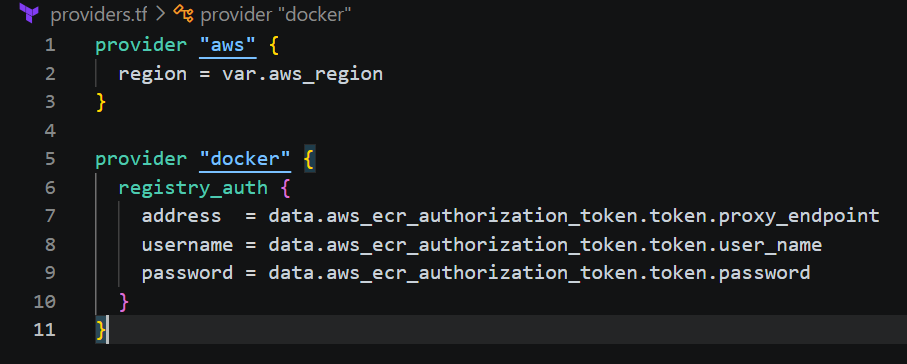 providers.tf > provider "docker"
1 provider "aws" {
2   region = var.aws_region
3 }
4
5 provider "docker" {
6   registry_auth {
7     address  = data.aws_ecr_authorization_token.token.proxy_endpoint
8     username = data.aws_ecr_authorization_token.token.user_name
9     password = data.aws_ecr_authorization_token.token.password
10   }
11 }